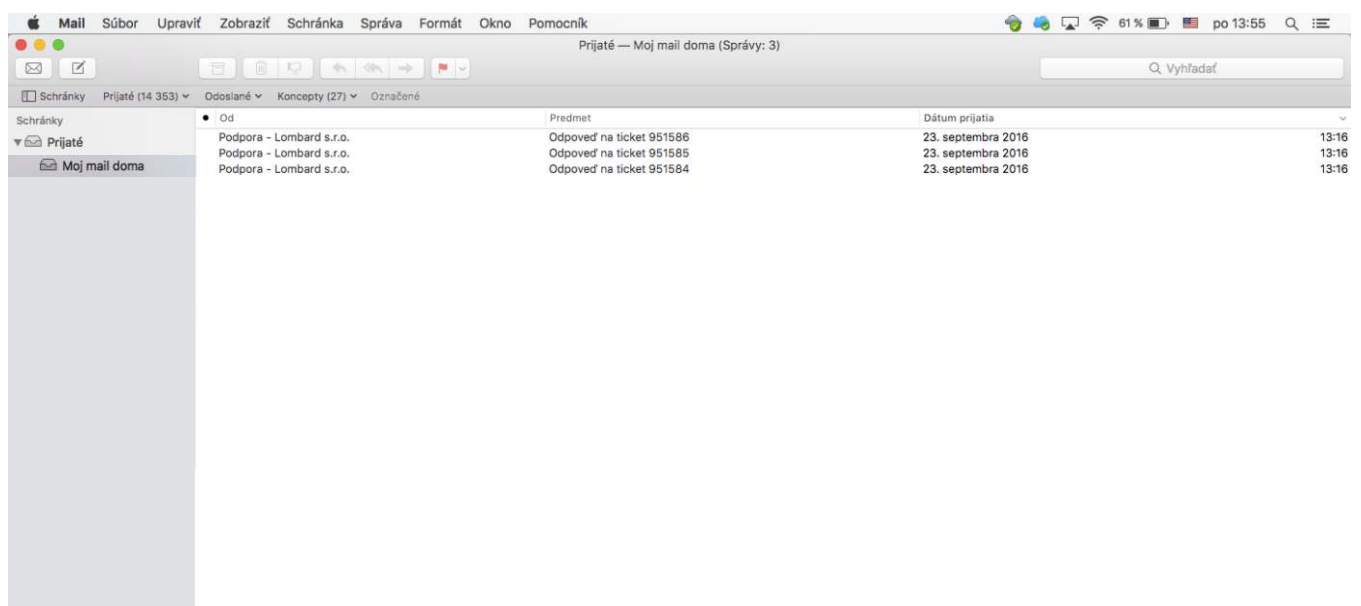 Mail Súbor Upraviť Zobraziť Schránka Správa Formát Okno Pomocník 61 % po 13:55
Prijaté — Moj mail doma (Správy: 3)
Vyhľadať
Schránky Prijaté (14 353) Odoslané Koncepty (27) Označené
Schránky
Od Predmet Dátum prijatia
Prijaté
Podpora - Lombard s.r.o. Odpoveď na ticket 951586 23. septembra 2016 13:16
Podpora - Lombard s.r.o. Odpoveď na ticket 951585 23. septembra 2016 13:16
Moj mail doma
Podpora - Lombard s.r.o. Odpoveď na ticket 951584 23. septembra 2016 13:16